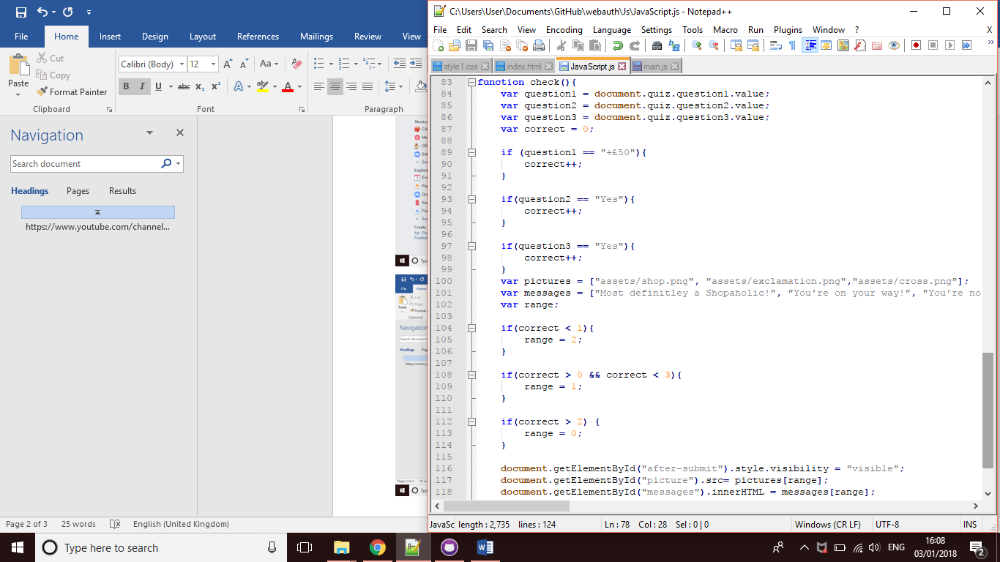 File Home Insert Design Layout References Mailings Review View
Cut
Copy
Format Painter
Paste
Calibri (Body) 12
Clipboard Font Paragraph
Navigation
Search document
Headings Pages Results
https://www.youtube.com/channel...
Create
Navigation
Search document
Headings
Page 2 of 3 25 words English (United Kingdom)
C:\Users\User\Documents\GitHub\webauth\Js\JavaScript.js - Notepad++
File Edit Search View Encoding Language Settings Tools Macro Run Plugins Window ? X
style1.css index.html JavaScript.js main.js
83 function check(){
84 var question1 = document.quiz.question1.value;
85 var question2 = document.quiz.question2.value;
86 var question3 = document.quiz.question3.value;
87 var correct = 0;
88
89 if (question1 == "+£50"){
90 correct++;
91 }
92
93 if(question2 == "Yes"){
94 correct++;
95 }
96
97 if(question3 == "Yes"){
98 correct++;
99 }
100 var pictures = ["assets/shop.png", "assets/exclamation.png","assets/cross.png"];
101 var messages = ["Most definitley a Shopaholic!", "You're on your way!", "You're no
102 var range;
103
104 if(correct < 1){
105 range = 2;
106 }
107
108 if(correct > 0 && correct < 3){
109 range = 1;
110 }
111
112 if(correct > 2) {
113 range = 0;
114 }
115
116 document.getElementById("after-submit").style.visibility = "visible";
117 document.getElementById("picture").src= pictures[range];
118 document.getElementById("messages").innerHTML = messages[range];
JavaSc length : 2,735 lines : 124 Ln : 78 Col : 28 Sel : 0 | 0 Windows (CR LF) UTF-8 INS
Type here to search
ENG
16:08
03/01/2018
2